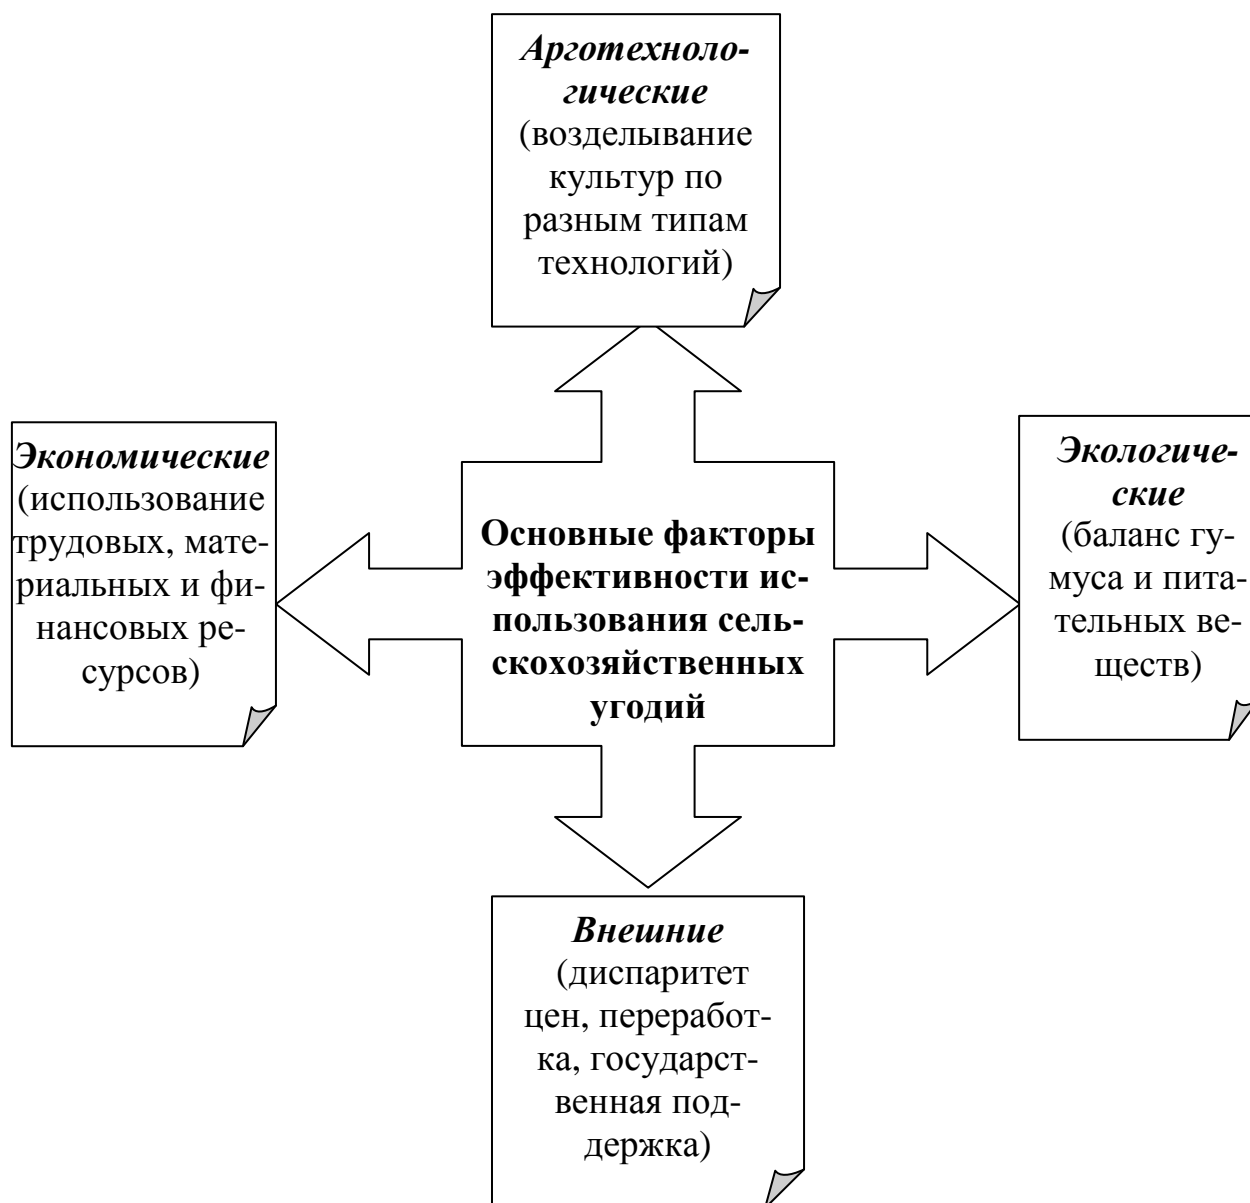 Арготехноло-
гические
(возделывание
культур по
разным типам
технологий)
Экономические
(использование
трудовых, мате-
риальных и фи-
нансовых ре-
сурсов)
Основные факторы
эффективности ис-
пользования сель-
скохозяйственных
угодий
Экологиче-
ские
(баланс гу-
муса и пита-
тельных ве-
ществ)
Внешние
(диспаритет
цен, переработ-
ка, государст-
венная под-
держка)